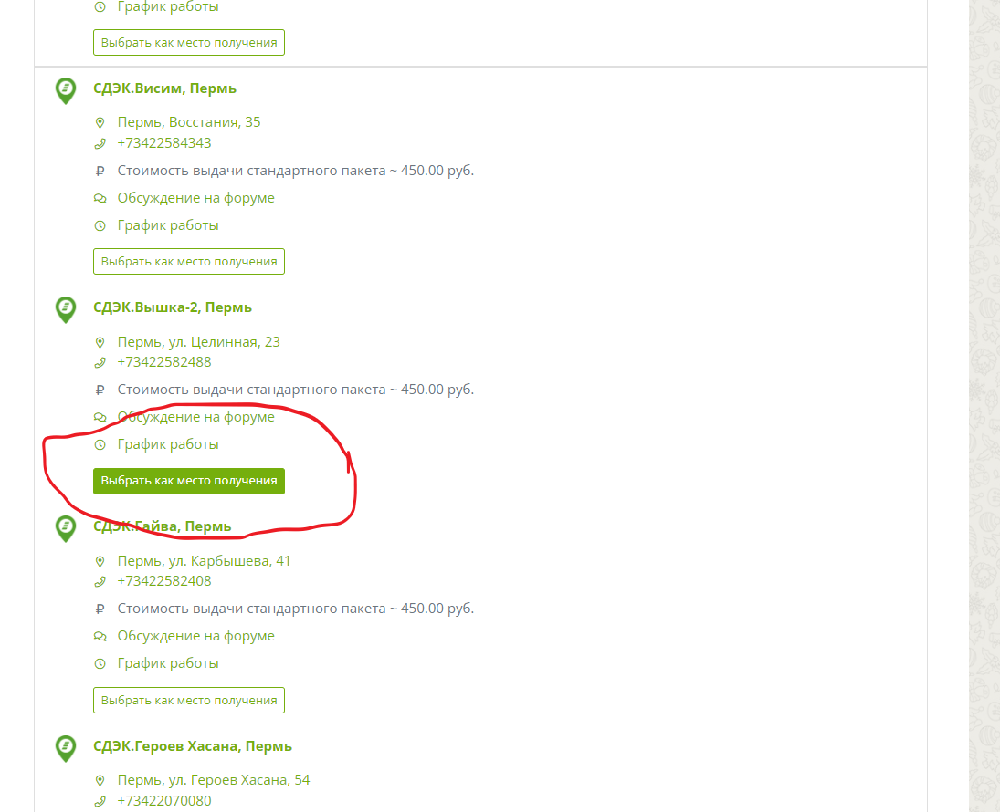 График работы
Выбрать как место получения
СДЭК.Висим, Пермь
Пермь, Восстания, 35
+73422584343
₽ Стоимость выдачи стандартного пакета ~ 450.00 руб.
Обсуждение на форуме
График работы
Выбрать как место получения
СДЭК.Вышка-2, Пермь
Пермь, ул. Целинная, 23
+73422582488
₽ Стоимость выдачи стандартного пакета ~ 450.00 руб.
Обсуждение на форуме
График работы
Выбрать как место получения
СДЭК.Гайва, Пермь
Пермь, ул. Карбышева, 41
+73422582408
₽ Стоимость выдачи стандартного пакета ~ 450.00 руб.
Обсуждение на форуме
График работы
Выбрать как место получения
СДЭК.Героев Хасана, Пермь
Пермь, ул. Героев Хасана, 54
+73422070080